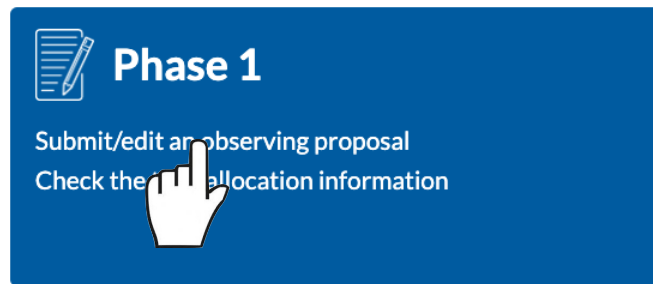 Phase 1
Submit/edit an observing proposal
Check the allocation information